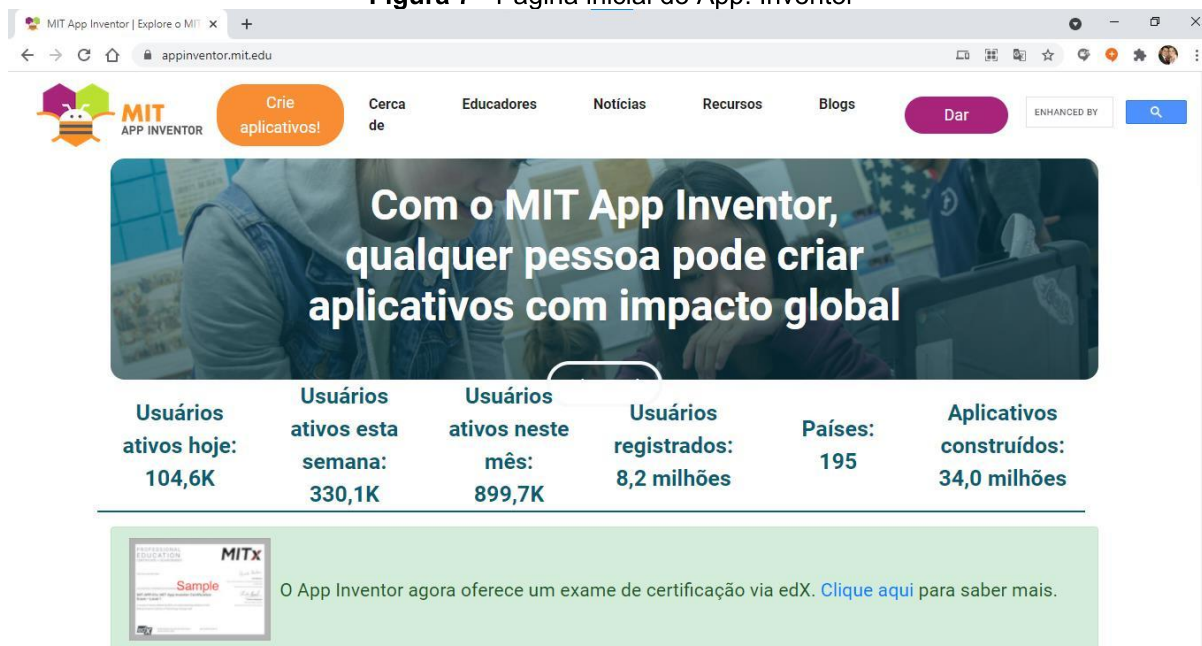 Figura 7 - Página inicial do App. Inventor
MIT App Inventor | Explore o MIT
appinventor.mit.edu
MIT
APP INVENTOR
Crie
aplicativos!
Cerca
de
Educadores
Notícias
Recursos
Blogs
Dar
ENHANCED BY
Com o MIT App Inventor,
qualquer pessoa pode criar
aplicativos com impacto global
Usuários
ativos hoje:
104,6K
Usuários
ativos esta
semana:
330,1K
Usuários
ativos neste
mês:
899,7K
Usuários
registrados:
8,2 milhões
Países:
195
Aplicativos
construídos:
34,0 milhões
PROFESSIONAL
EDUCATION
MITx
Sample
O App Inventor agora oferece um exame de certificação via edX. Clique aqui para saber mais.